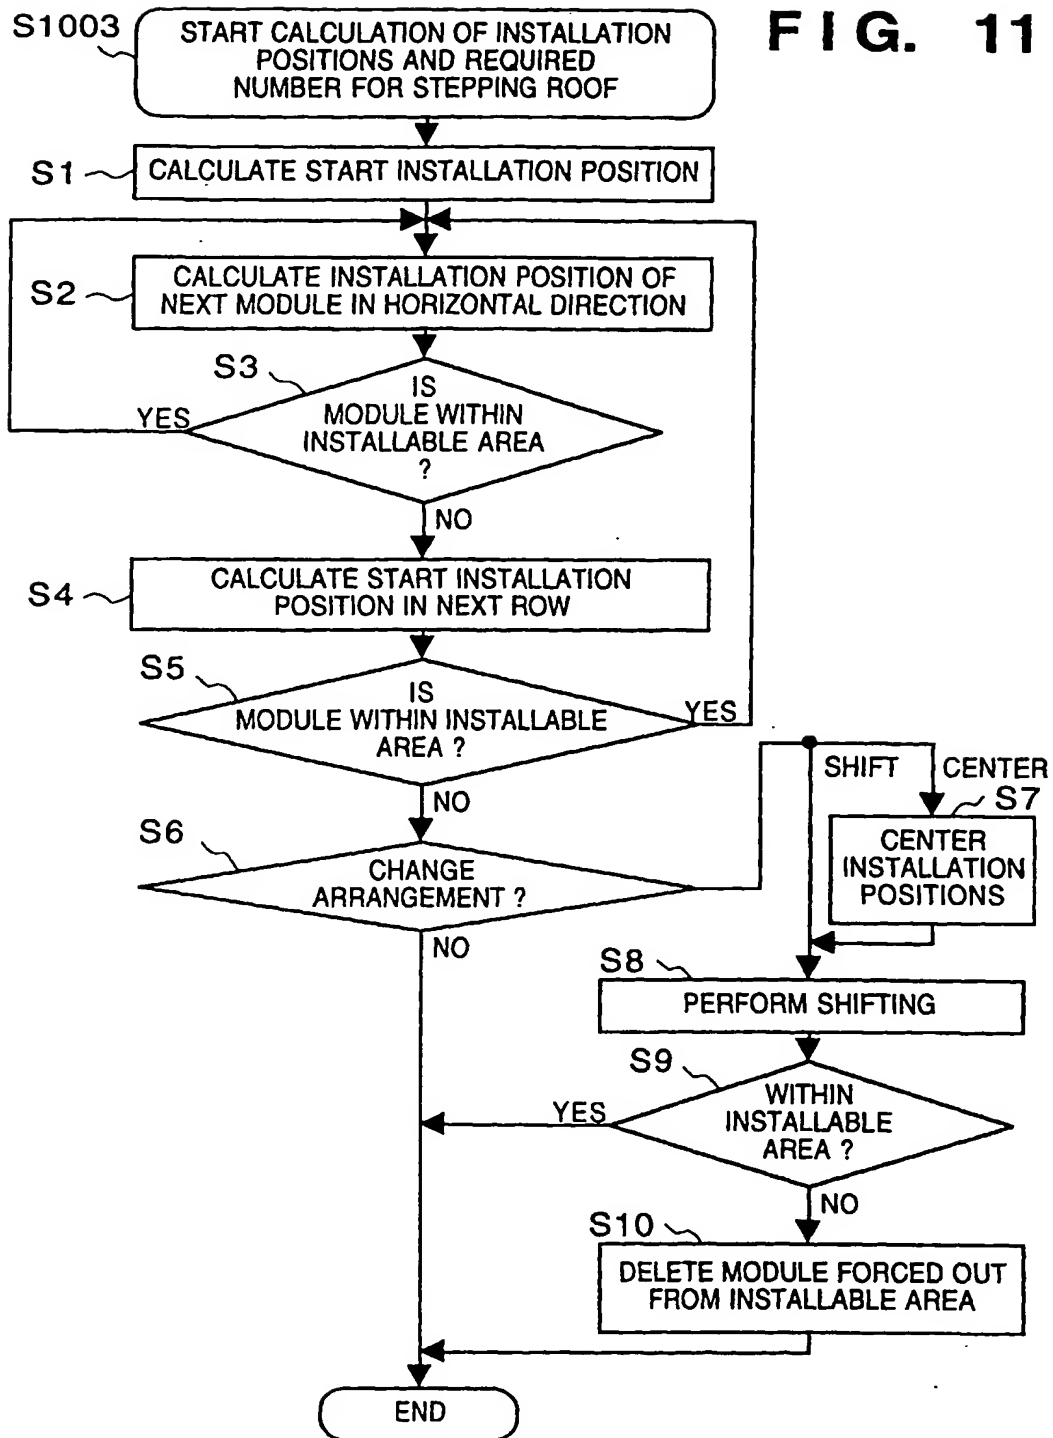 FIG. 11
S1003
START CALCULATION OF INSTALLATION
POSITIONS AND REQUIRED
NUMBER FOR STEPPING ROOF
S1
CALCULATE START INSTALLATION POSITION
S2
CALCULATE INSTALLATION POSITION OF
NEXT MODULE IN HORIZONTAL DIRECTION
S3
IS
MODULE WITHIN
INSTALLABLE AREA
?
YES
NO
S4
CALCULATE START INSTALLATION
POSITION IN NEXT ROW
S5
IS
MODULE WITHIN INSTALLABLE
AREA ?
YES
NO
S6
CHANGE
ARRANGEMENT ?
NO
SHIFT
CENTER
S7
CENTER
INSTALLATION
POSITIONS
S8
PERFORM SHIFTING
S9
WITHIN
INSTALLABLE
AREA ?
YES
NO
S10
DELETE MODULE FORCED OUT
FROM INSTALLABLE AREA
END